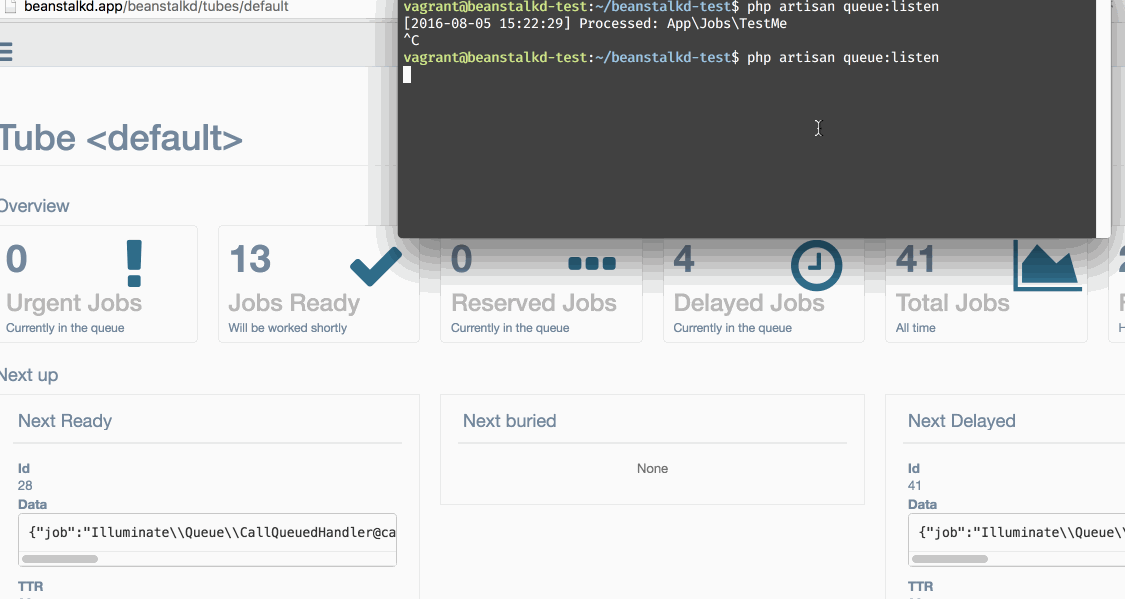 beanstalkd.app/beanstalkd/tubes/default
vagrant@beanstalkd-test:~/beanstalkd-test$ php artisan queue:listen
[2016-08-05 15:22:29] Processed: App\Jobs\TestMe
^C
vagrant@beanstalkd-test:~/beanstalkd-test$ php artisan queue:listen
Tube <default>
Overview
0
Urgent Jobs
Currently in the queue
13
Jobs Ready
Will be worked shortly
0
Reserved Jobs
Currently in the queue
4
Delayed Jobs
Currently in the queue
41
Total Jobs
All time
Next up
Next Ready
Id
28
Data
{"job":"Illuminate\\Queue\\CallQueuedHandler@ca
TTR
Next buried
None
Next Delayed
Id
41
Data
{"job":"Illuminate\\Queue\\
TTR